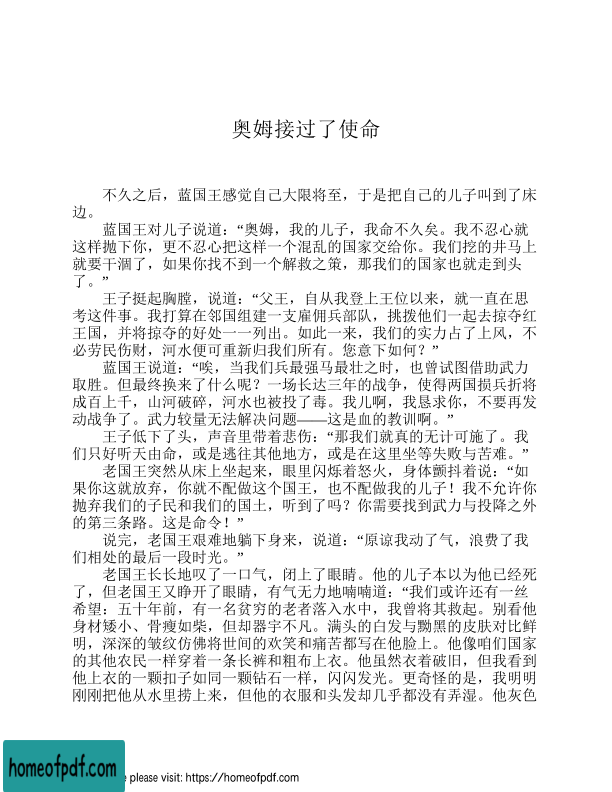 奥姆接过了使命
不久之后，蓝国王感觉自己大限将至，于是把自己的儿子叫到了床
边。
蓝国王对儿子说道：“奥姆，我的儿子，我命不久矣。我不忍心就
这样抛下你，更不忍心把这样一个混乱的国家交给你。我们挖的井马上
就要干涸了，如果你找不到一个解救之策，那我们的国家也就走到头
了。”
王子挺起胸膛，说道：“父王，自从我登上王位以来，就一直在思
考这件事。我打算在邻国组建一支雇佣兵部队，挑拨他们一起去掠夺红
王国，并将掠夺的好处一一列出。如此一来，我们的实力占了上风，不
必劳民伤财，河水便可重新归我们所有。您意下如何？”
蓝国王说道：“唉，当我们兵最强马最壮之时，也曾试图借助武力
取胜。但最终换来了什么呢？一场长达三年的战争，使得两国损兵折将
成百上千，山河破碎，河水也被投了毒。我儿啊，我恳求你，不要再发
动战争了。武力较量无法解决问题——这是血的教训啊。”
王子低下了头，声音里带着悲伤：“那我们就真的无计可施了。我
们只好听天由命，或是逃往其他地方，或是在这里坐等失败与苦难。”
老国王突然从床上坐起来，眼里闪烁着怒火，身体颤抖着说：“如
果你这就放弃，你就不配做这个国王，也不配做我的儿子！我不允许你
抛弃我们的子民和我们的国土，听到了吗？你需要找到武力与投降之外
的第三条路。这是命令！”
说完，老国王艰难地躺下身来，说道：“原谅我动了气，浪费了我
们相处的最后一段时光。”
老国王长长地叹了一口气，闭上了眼睛。他的儿子本以为他已经死
了，但老国王又睁开了眼睛，有气无力地喃喃道：“我们或许还有一丝
希望：五十年前，有一名贫穷的老者落入水中，我曾将其救起。别看他
身材矮小、骨瘦如柴，但却器宇不凡。满头的白发与黝黑的皮肤对比鲜
明，深深的皱纹仿佛将世间的欢笑和痛苦都写在他脸上。他像咱们国家
的其他农民一样穿着一条长裤和粗布上衣。他虽然衣着破旧，但我看到
他上衣的一颗扣子如同一颗钻石一样，闪闪发光。更奇怪的是，我明明
刚刚把他从水里捞上来，但他的衣服和头发却几乎都没有弄湿。他灰色
homeofpdf.com
e please visit: https://homeofpdf.com